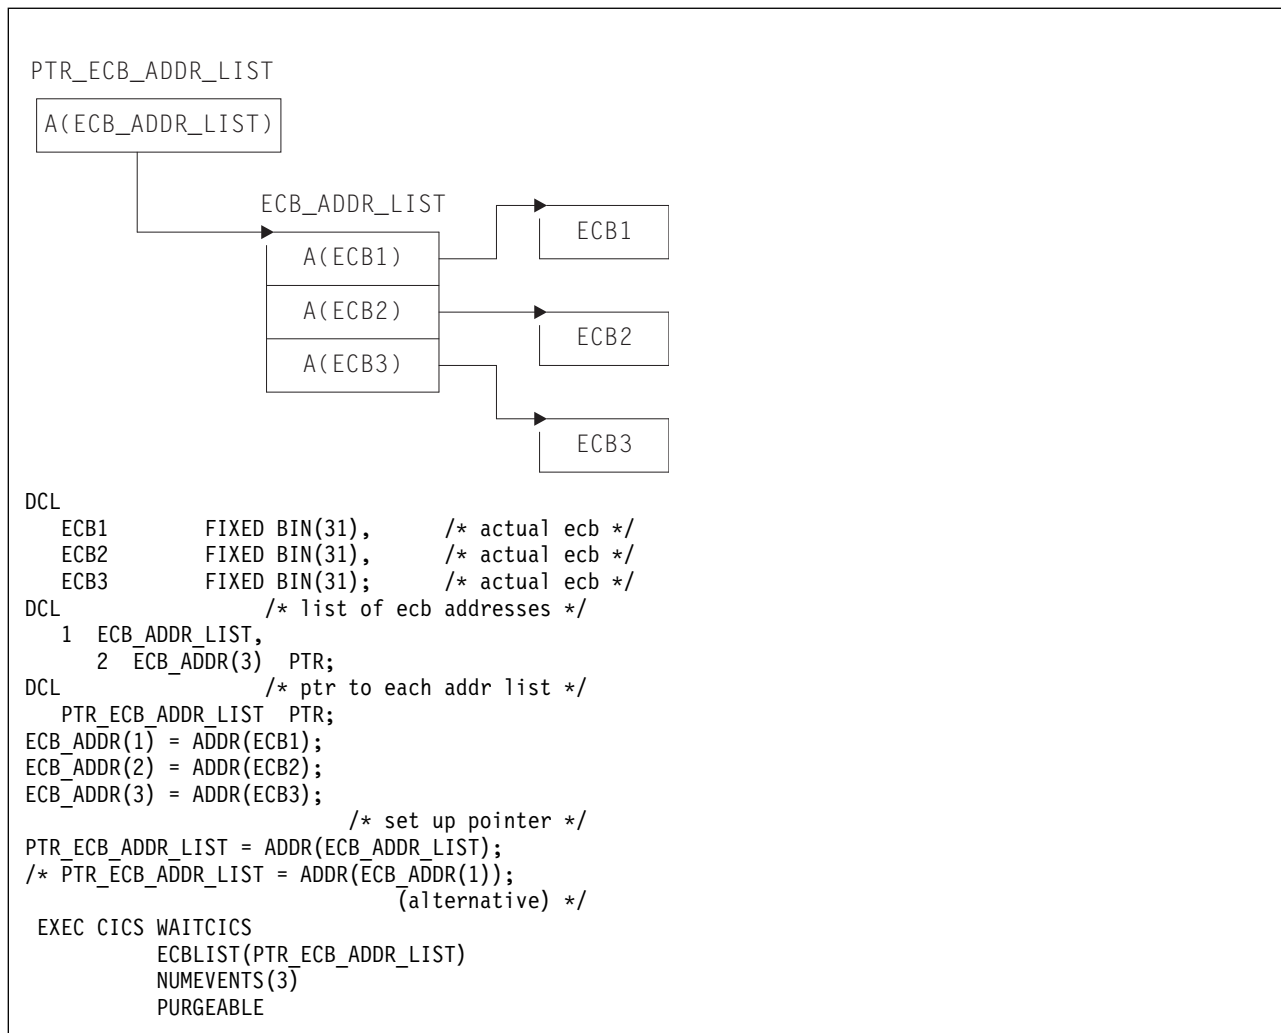 PTR_ECB_ADDR_LIST
A(ECB_ADDR_LIST)
ECB_ADDR_LIST
A(ECB1)
A(ECB2)
A(ECB3)
ECB1
ECB2
ECB3
DCL
   ECB1        FIXED BIN(31),      /* actual ecb */
   ECB2        FIXED BIN(31),      /* actual ecb */
   ECB3        FIXED BIN(31);      /* actual ecb */
DCL                 /* list of ecb addresses */
   1  ECB_ADDR_LIST,
      2  ECB_ADDR(3)  PTR;
DCL                 /* ptr to each addr list */
   PTR_ECB_ADDR_LIST  PTR;
ECB_ADDR(1) = ADDR(ECB1);
ECB_ADDR(2) = ADDR(ECB2);
ECB_ADDR(3) = ADDR(ECB3);
                           /* set up pointer */
PTR_ECB_ADDR_LIST = ADDR(ECB_ADDR_LIST);
/* PTR_ECB_ADDR_LIST = ADDR(ECB_ADDR(1));
                               (alternative) */
 EXEC CICS WAITCICS
           ECBLIST(PTR_ECB_ADDR_LIST)
           NUMEVENTS(3)
           PURGEABLE